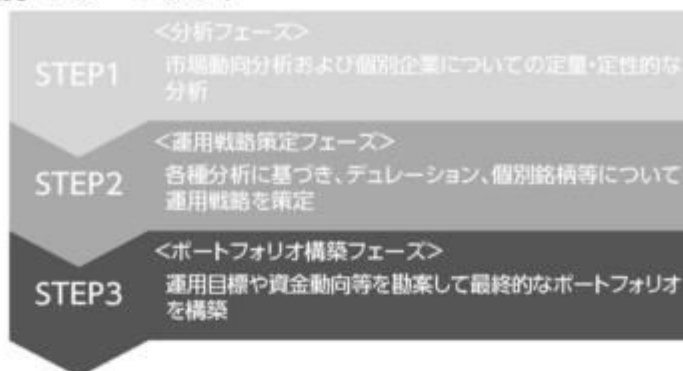 STEP1
<分析フェーズ>
市場動向分析および個別企業についての定量・定性的な
分析
STEP2
<運用戦略策定フェーズ>
各種分析に基づき、デュレーション、個別銘柄等について
運用戦略を策定
STEP3
<ポートフォリオ構築フェーズ>
運用目標や資金動向等を勘案して最終的なポートフォリオ
を構築